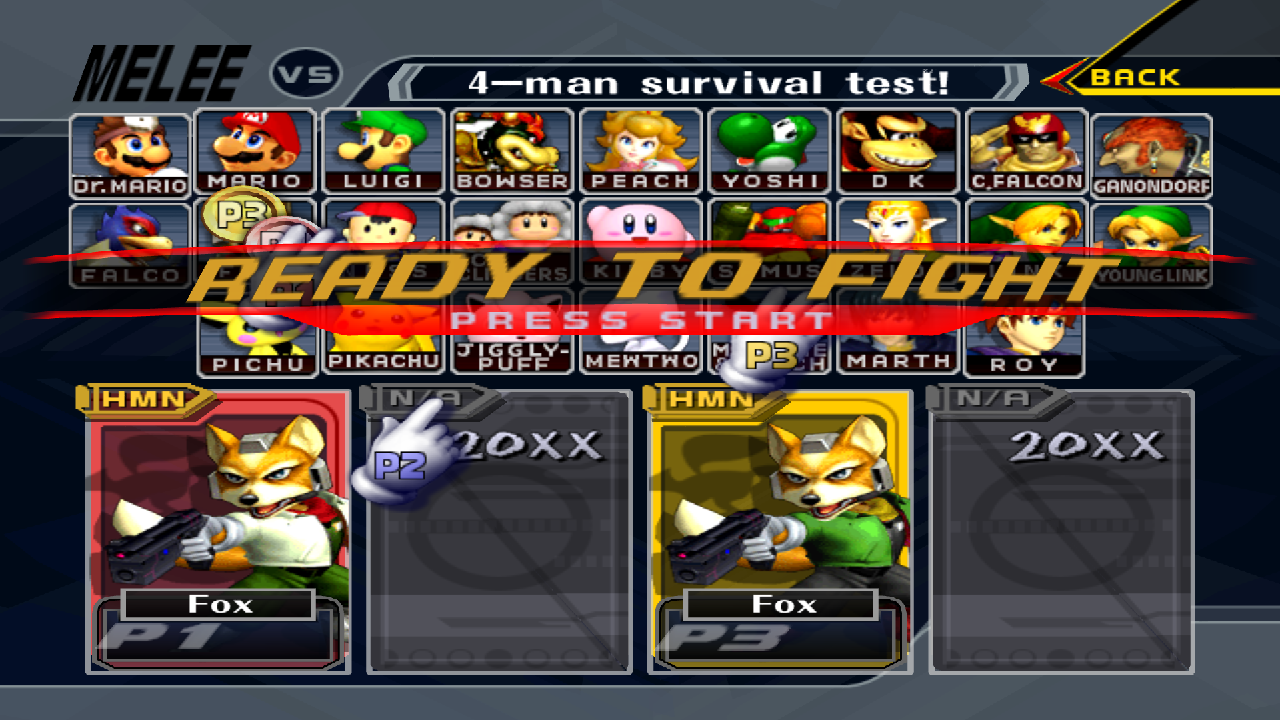 MELEE VS 4-man survival test! BACK
Dr. MARIO MARIO LUIGI BOWSER PEACH YOSHI D K C. FALCON GANONDORF
P3
FALCO YOUNG LINK
READY TO FIGHT
PRESS START
PICHU PIKACHU JIGGLY-PUFF MEWTWO P3 MARTH ROY
HMN N/A HMN N/A
20XX 20XX
P2
Fox Fox
P1 P3